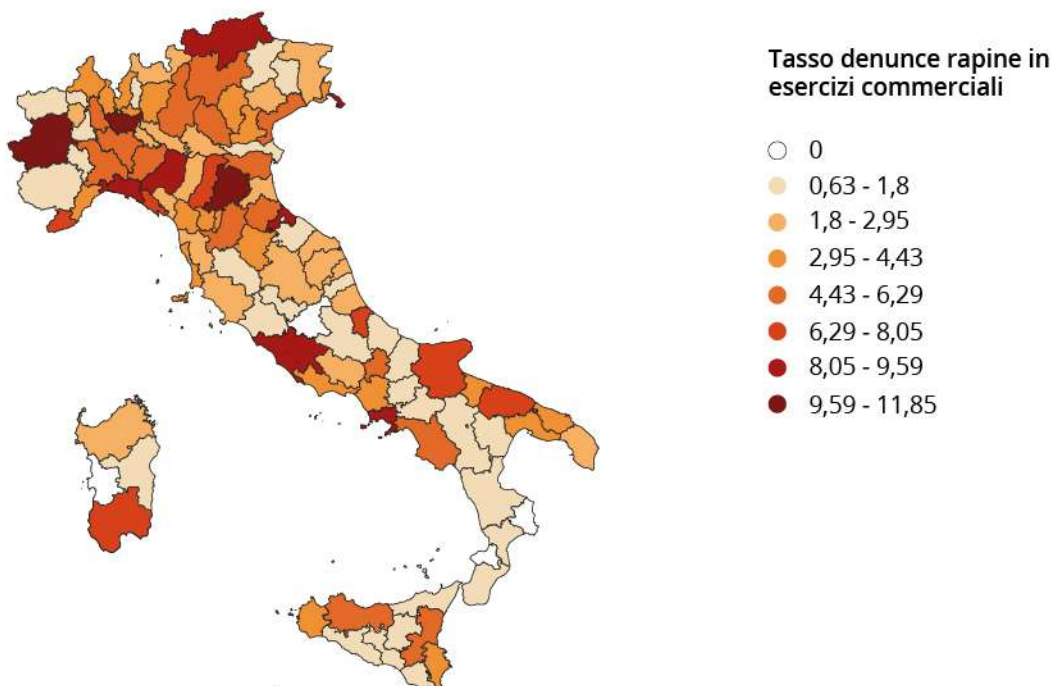 Tasso denunce rapine in
esercizi commerciali
0
0,63 - 1,8
1,8 - 2,95
2,95 - 4,43
4,43 - 6,29
6,29 - 8,05
8,05 - 9,59
9,59 - 11,85